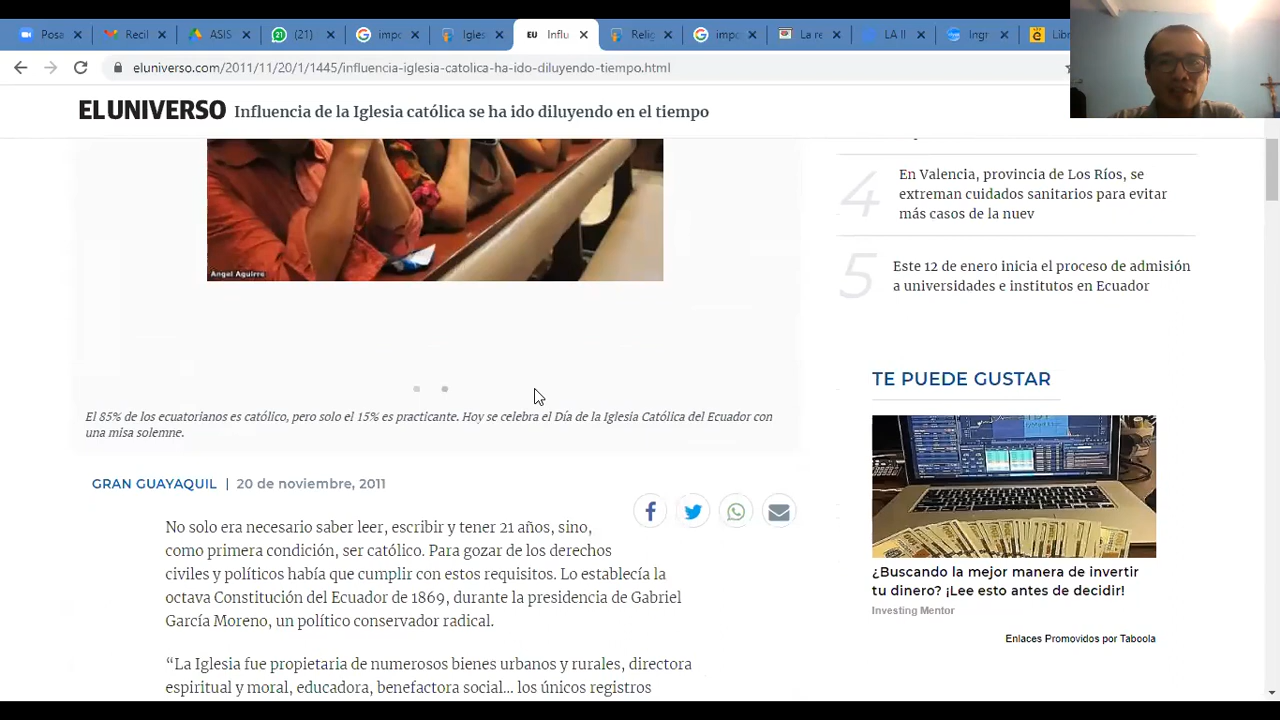 Posa
Recil
ASIS
(21)
impc
Igles
EU Influ
Relig
impc
La re
LA II
Ingr
Libr
eluniverso.com/2011/11/20/1/1445/influencia-iglesia-catolica-ha-ido-diluyendo-tiempo.html
EL UNIVERSO Influencia de la Iglesia católica se ha ido diluyendo en el tiempo
Angel Aguirre
El 85% de los ecuatorianos es católico, pero solo el 15% es practicante. Hoy se celebra el Día de la Iglesia Católica del Ecuador con
una misa solemne.
GRAN GUAYAQUIL | 20 de noviembre, 2011
No solo era necesario saber leer, escribir y tener 21 años, sino,
como primera condición, ser católico. Para gozar de los derechos
civiles y políticos había que cumplir con estos requisitos. Lo establecía la
octava Constitución del Ecuador de 1869, durante la presidencia de Gabriel
García Moreno, un político conservador radical.
“La Iglesia fue propietaria de numerosos bienes urbanos y rurales, directora
espiritual y moral, educadora, benefactora social... los únicos registros
4
En Valencia, provincia de Los Ríos, se
extreman cuidados sanitarios para evitar
más casos de la nuev
5
Este 12 de enero inicia el proceso de admisión
a universidades e institutos en Ecuador
TE PUEDE GUSTAR
¿Buscando la mejor manera de invertir
tu dinero? ¡Lee esto antes de decidir!
Investing Mentor
Enlaces Promovidos por Taboola